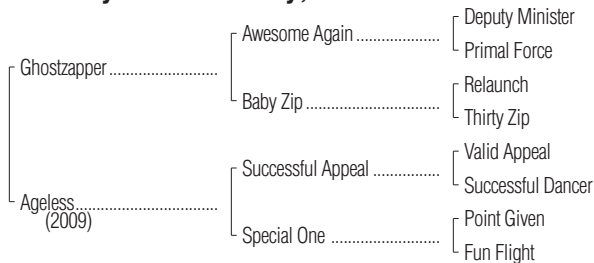 Deputy Minister
Awesome Again
Primal Force
Ghostzapper
Relaunch
Baby Zip
Thirty Zip
Valid Appeal
Successful Appeal
Successful Dancer
Ageless
(2009)
Point Given
Special One
Fun Flight